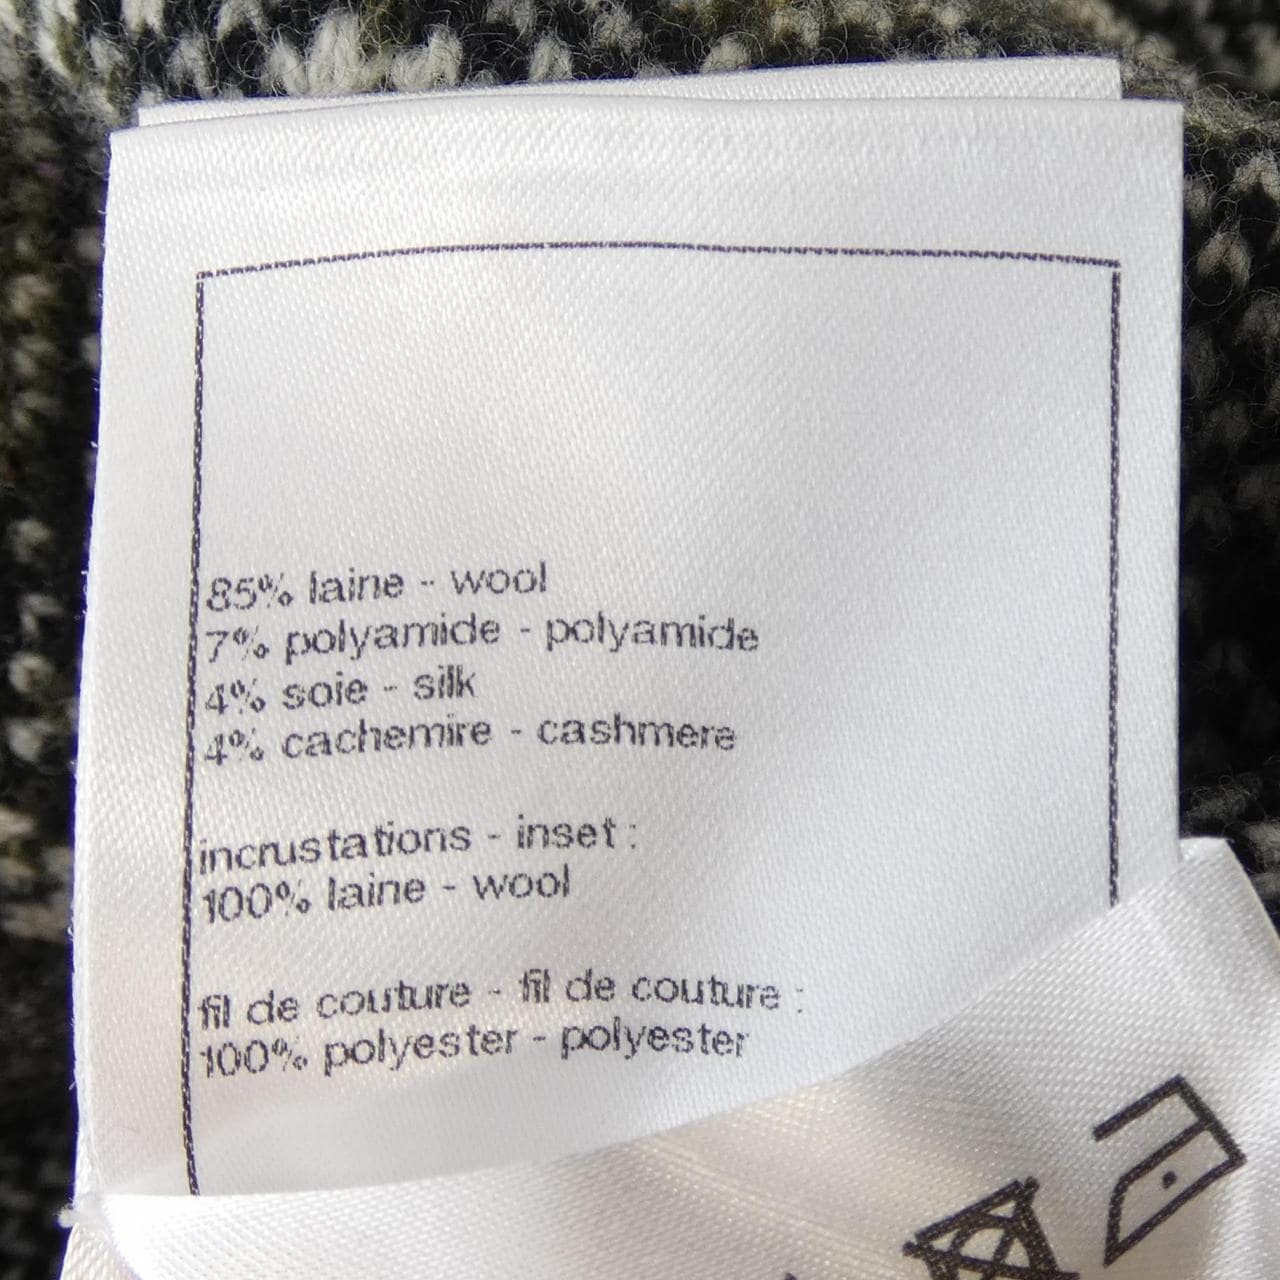 85% laine - wool
7% polyamide - polyamide
4% soie - silk
4% cachemire - cashmere
incrustations - inset :
100% laine - wool
fil de couture - fil de couture :
100% polyester - polyester